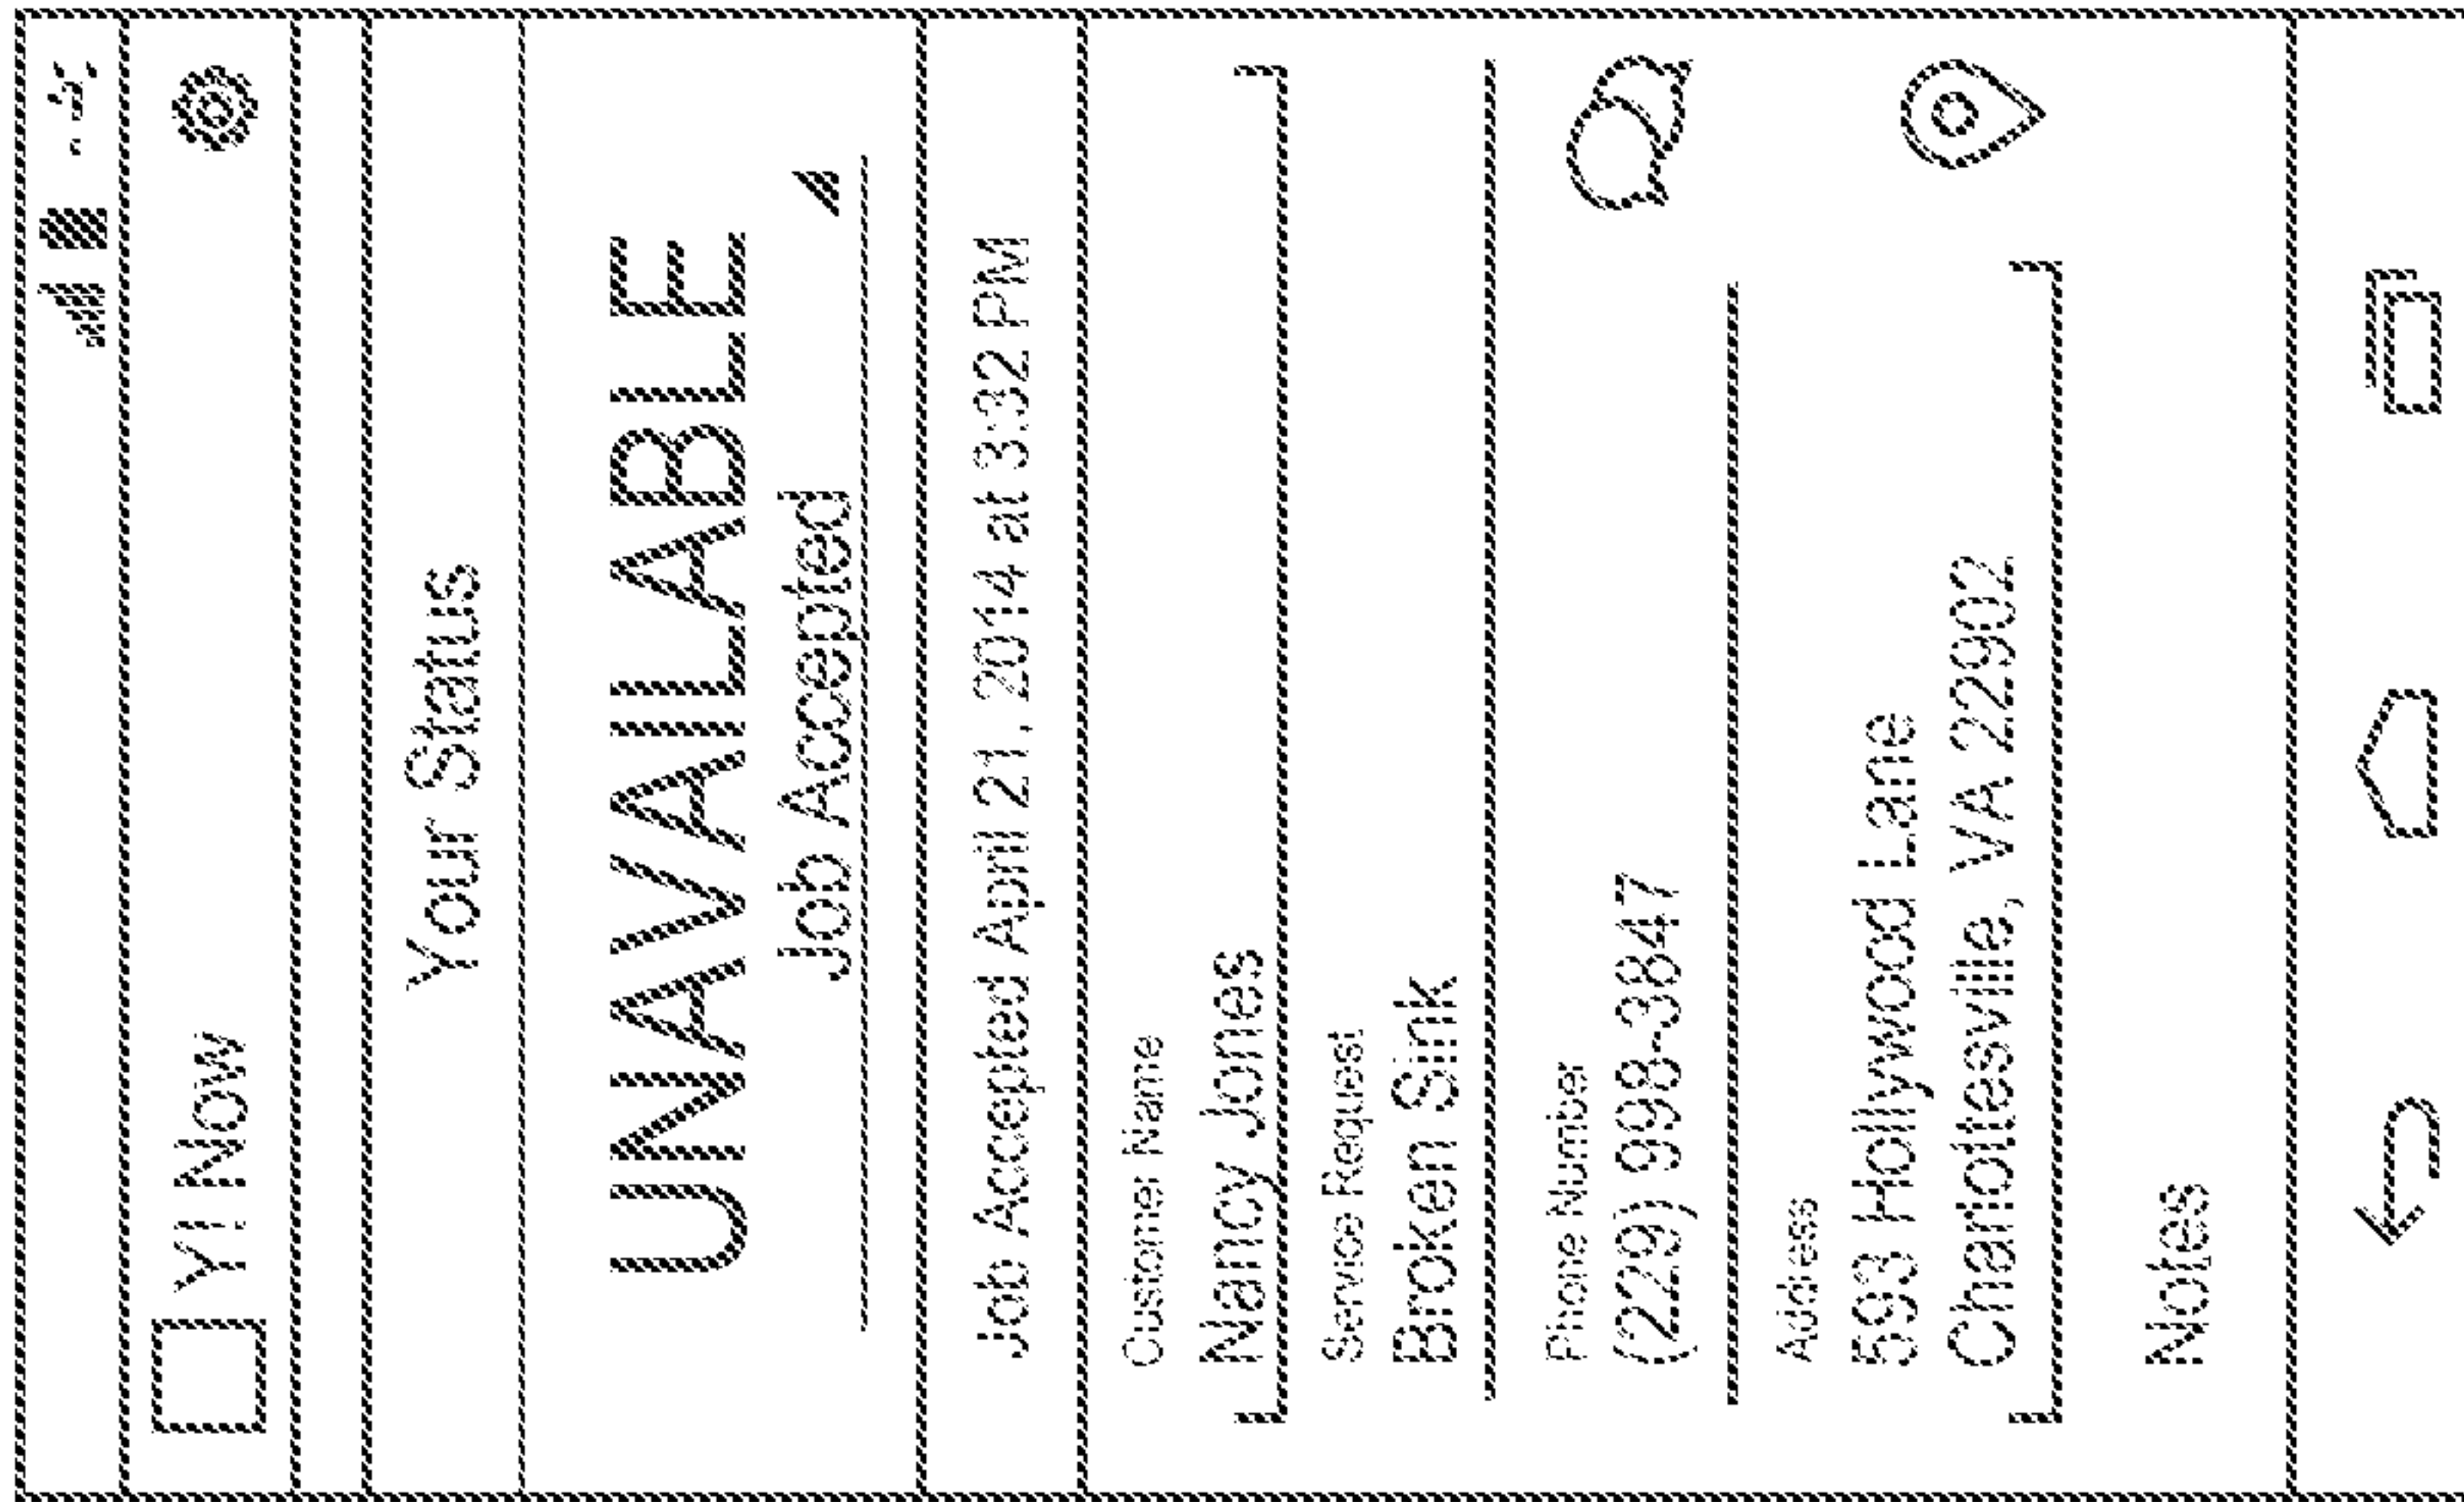 Y! Now
Your Status
UNAVAILABLE
Job Accepted
Job Accepted April 21, 2014 at 3:32 PM
Customer Name
Nancy Jones
Service Request
Broken Sink
Phone Number
(229) 998-3847
Address
593 Hollywood Lane
Charlottesville, VA 22902
Notes